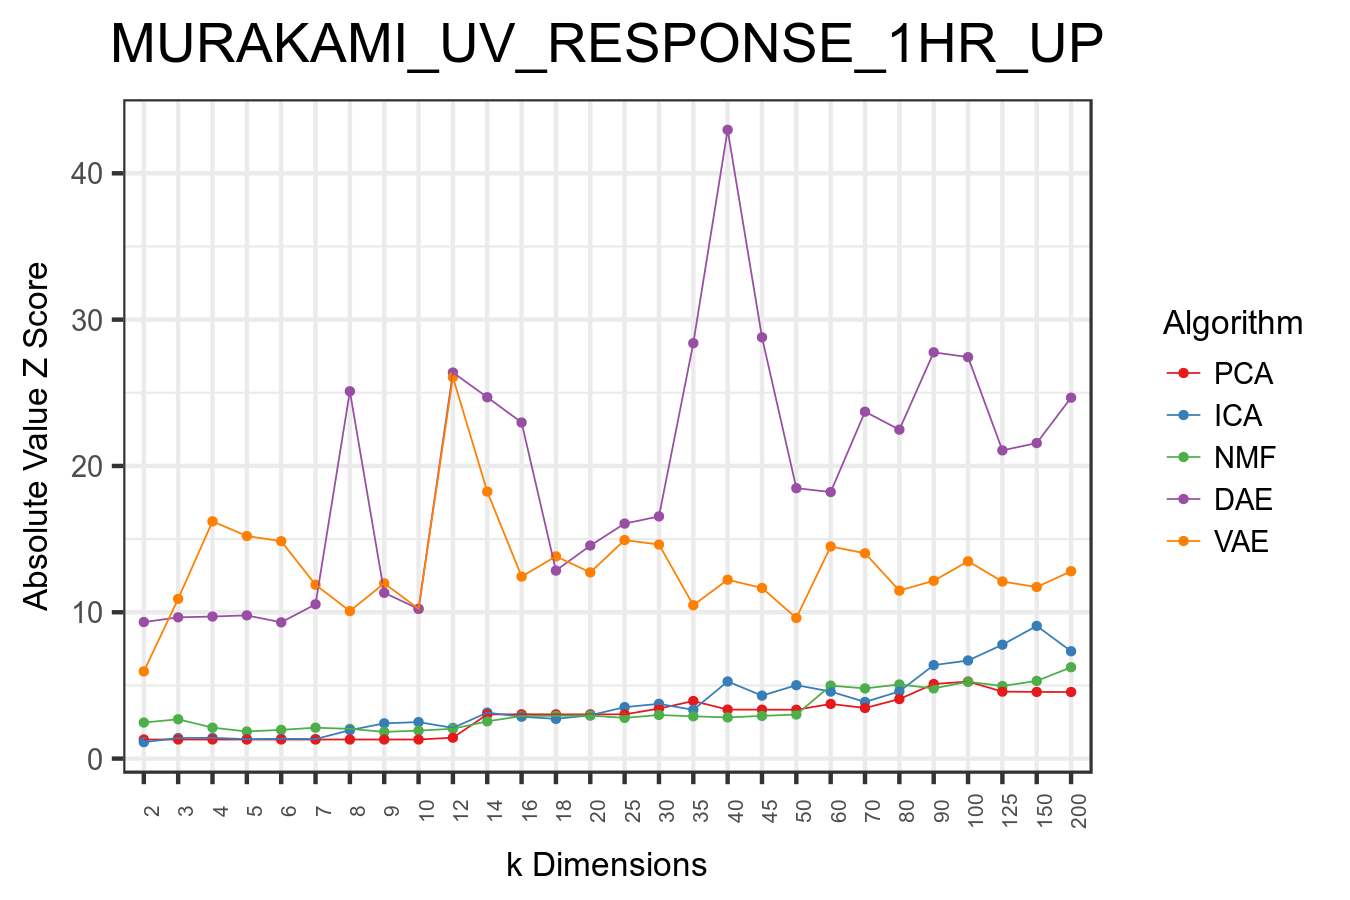 MURAKAMI_UV_RESPONSE_1HR_UP
Absolute Value Z Score
40
30
20
10
0
2 3 4 5 6 7 8 9 10 12 14 16 18 20 25 30 35 40 45 50 60 70 80 90 100 125 150 200
k Dimensions
Algorithm
PCA
ICA
NMF
DAE
VAE